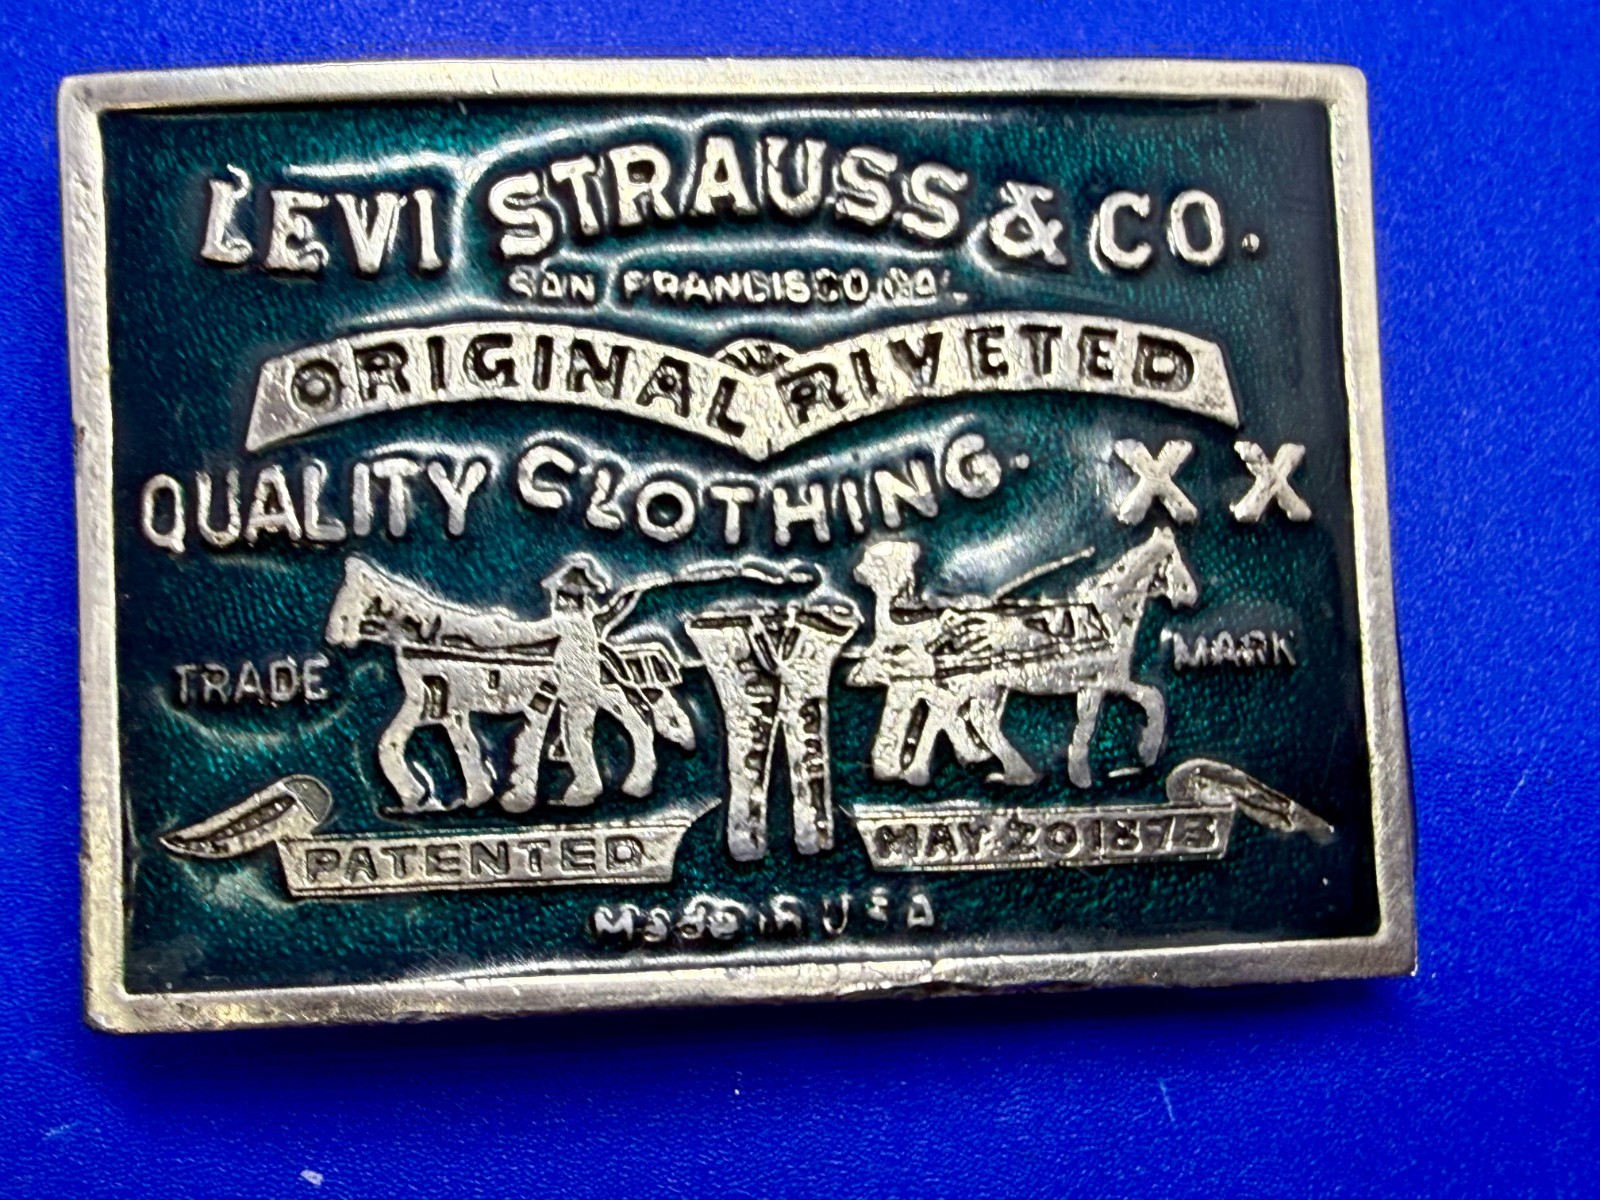 LEVI STRAUSS & CO.
SAN FRANCISCO, CAL.
ORIGINAL RIVETED
QUALITY CLOTHING. XX
TRADE MARK
PATENTED MAY 20 1873
Made in U S A